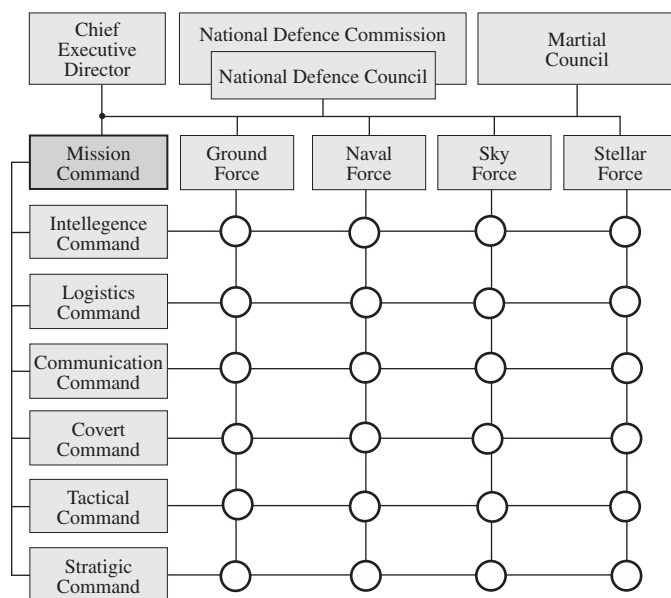 Chief
Executive
Director
National Defence Commission
National Defence Council
Martial
Council
Mission
Command
Ground
Force
Naval
Force
Sky
Force
Stellar
Force
Intellegence
Command
Logistics
Command
Communication
Command
Covert
Command
Tactical
Command
Stratigic
Command